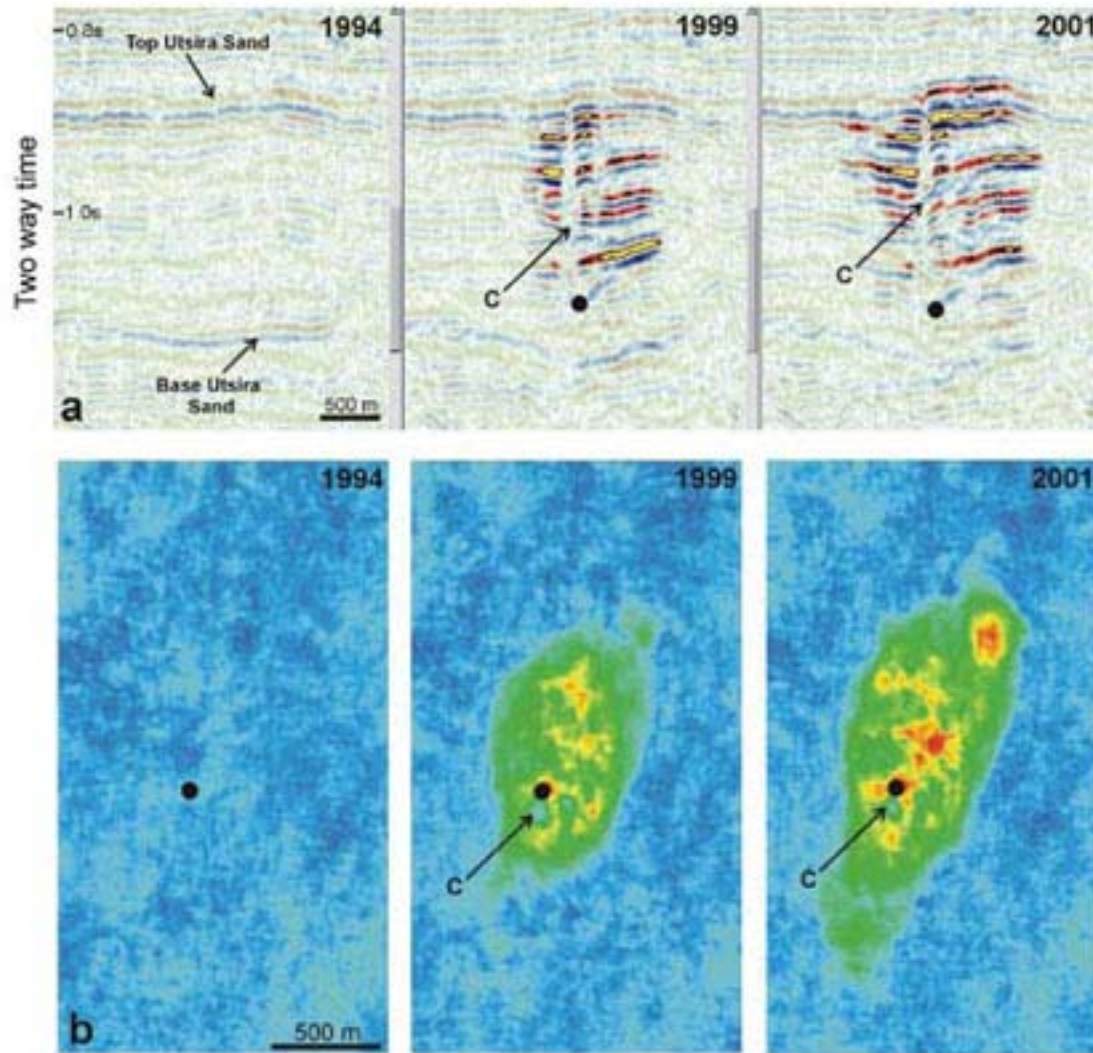 1994
1999
2001
-0.8s
Top Utsira Sand
Two way time
-1.0s
C
C
Base Utsira
Sand
a
500 m
1994
1999
2001
C
C
b
500 m